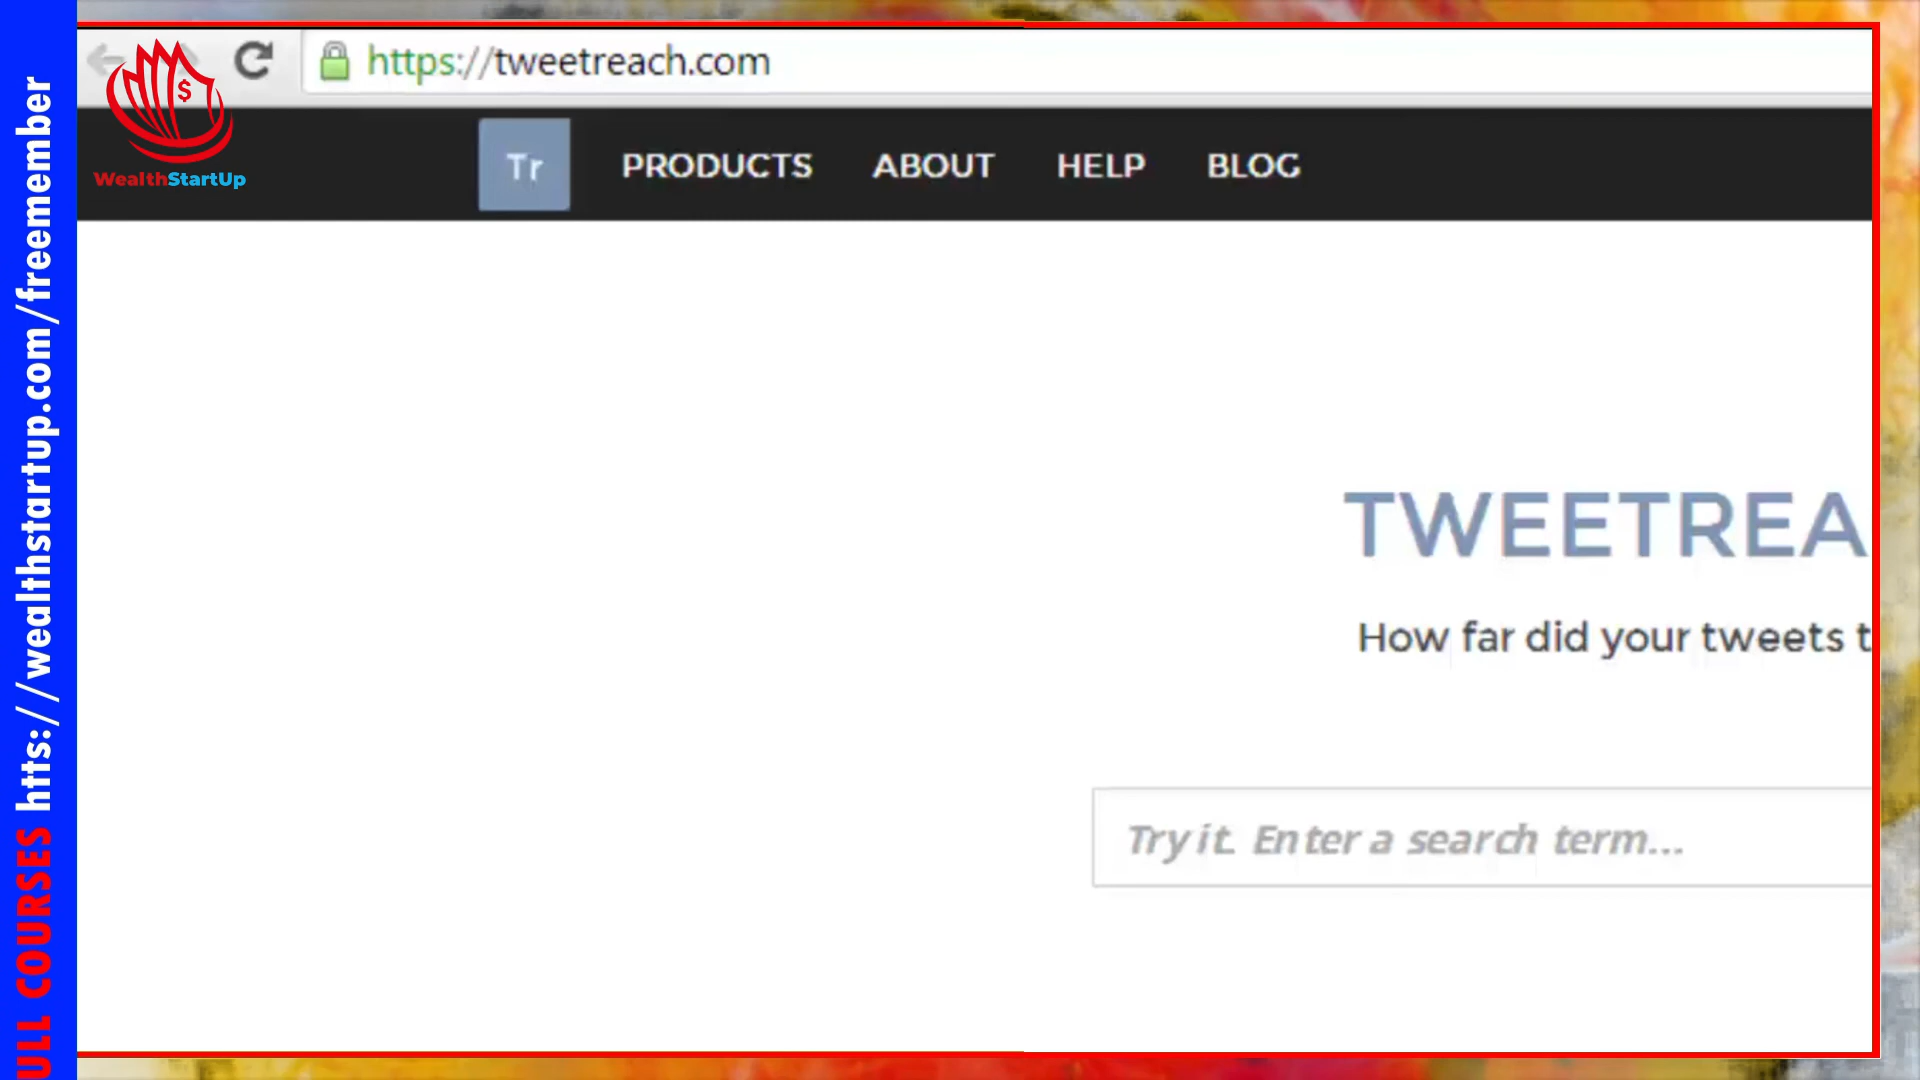 https://tweetreach.com
$
WealthStartUp
Tr PRODUCTS ABOUT HELP BLOG
TWEETREA
How far did your tweets t
Try it. Enter a search term...
ULL COURSES htts://wealthstartup.com/freemember